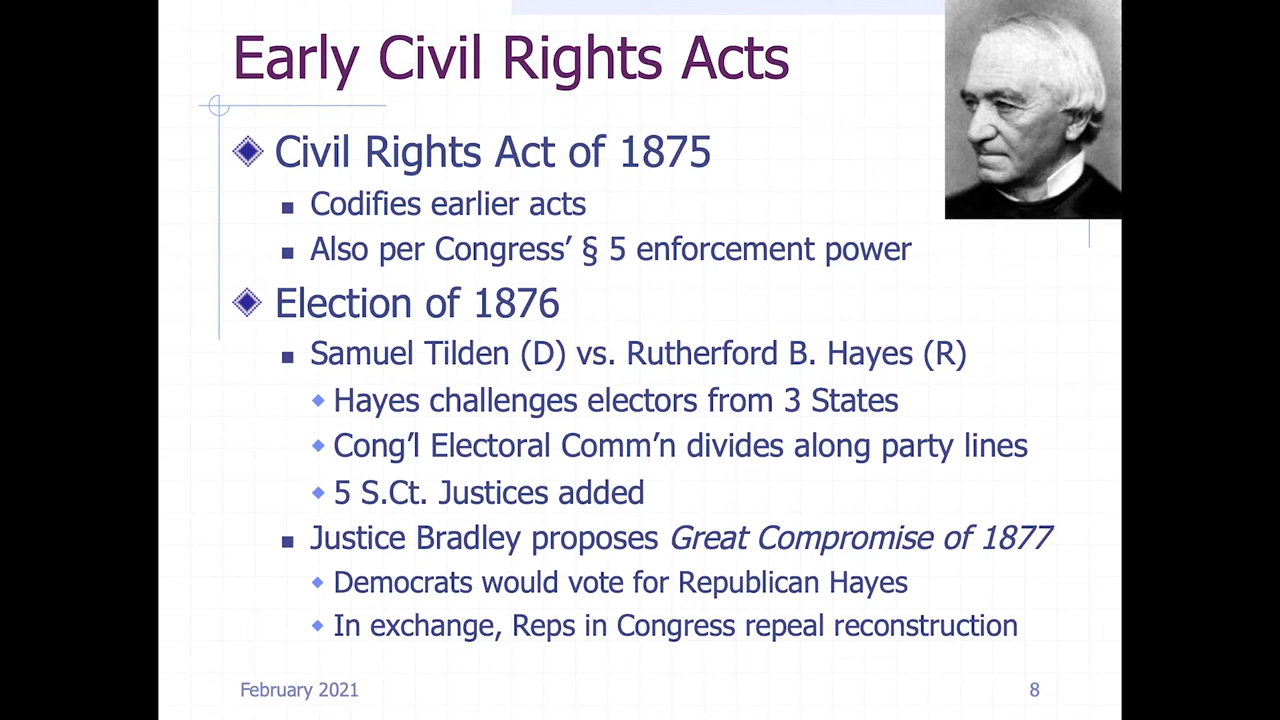 Early Civil Rights Acts
Civil Rights Act of 1875
Codifies earlier acts
Also per Congress’ § 5 enforcement power
Election of 1876
Samuel Tilden (D) vs. Rutherford B. Hayes (R)
Hayes challenges electors from 3 States
Cong’l Electoral Comm’n divides along party lines
5 S.Ct. Justices added
Justice Bradley proposes Great Compromise of 1877
Democrats would vote for Republican Hayes
In exchange, Reps in Congress repeal reconstruction
February 2021
8